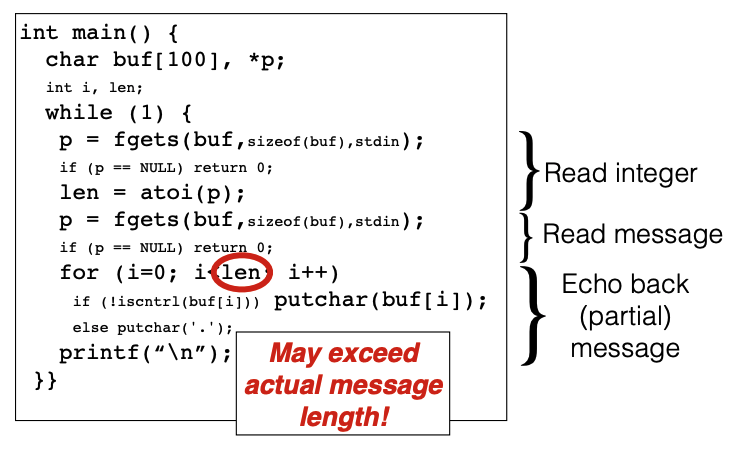 int main() {
char buf[100], *p;
int i, len;
while (1) {
p = fgets(buf,sizeof(buf),stdin);
if (p == NULL) return 0;
len = atoi(p);
p = fgets(buf,sizeof(buf),stdin);
if (p == NULL) return 0;
for (i=0; i<len; i++)
if (!iscntrl(buf[i])) putchar(buf[i]);
else putchar('.');
printf(“\n”);
}}
Read integer
Read message
Echo back
(partial)
message
May exceed
actual message
length!